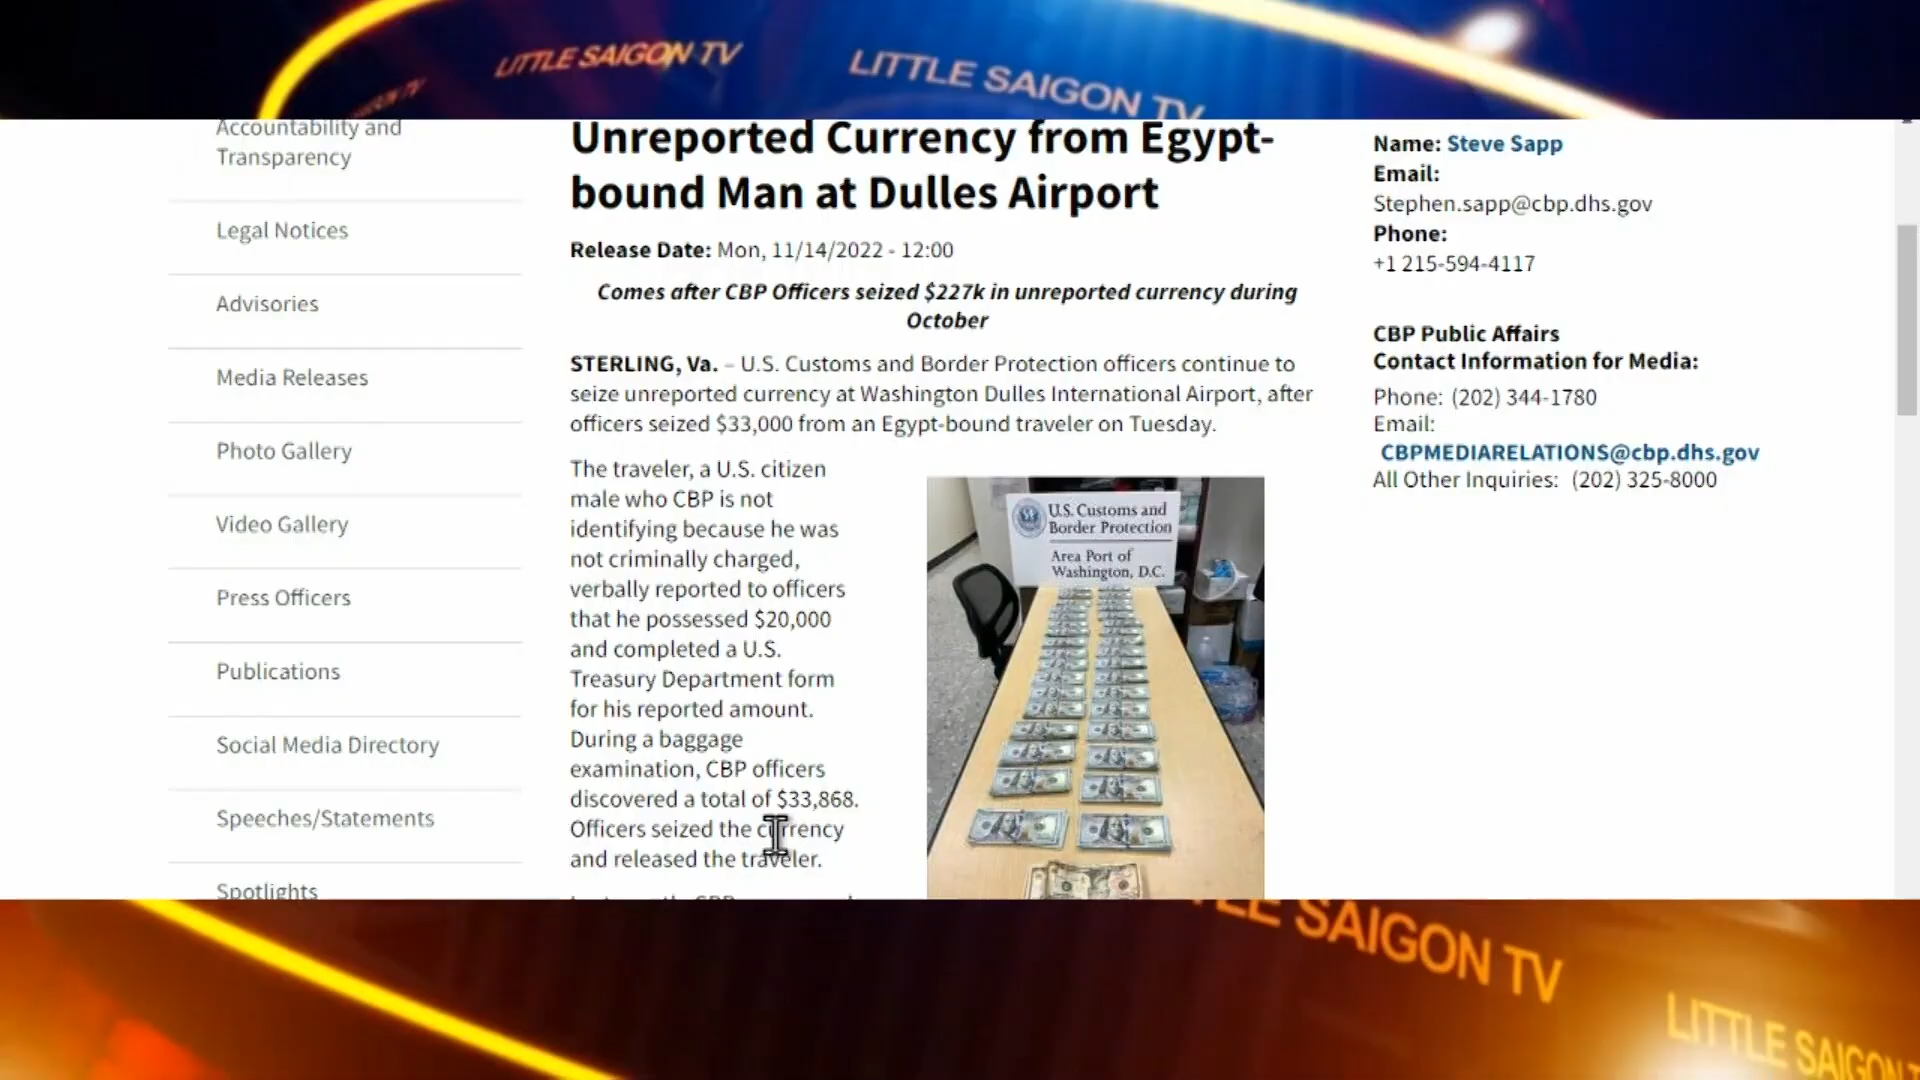 LITTLE SAIGON TV
LITTLE SAIGON TV
Accountability and
Transparency
Legal Notices
Advisories
Media Releases
Photo Gallery
Video Gallery
Press Officers
Publications
Social Media Directory
Speeches/Statements
Spotlights
Unreported Currency from Egypt-
bound Man at Dulles Airport
Release Date: Mon, 11/14/2022 - 12:00
Comes after CBP Officers seized $227k in unreported currency during
October
STERLING, Va. – U.S. Customs and Border Protection officers continue to
seize unreported currency at Washington Dulles International Airport, after
officers seized $33,000 from an Egypt-bound traveler on Tuesday.
The traveler, a U.S. citizen
male who CBP is not
identifying because he was
not criminally charged,
verbally reported to officers
that he possessed $20,000
and completed a U.S.
Treasury Department form
for his reported amount.
During a baggage
examination, CBP officers
discovered a total of $33,868.
Officers seized the currency
and released the traveler.
U.S. Customs and
Border Protection
Area Port of
Washington, D.C.
Name: Steve Sapp
Email:
Stephen.sapp@cbp.dhs.gov
Phone:
+1 215-594-4117
CBP Public Affairs
Contact Information for Media:
Phone: (202) 344-1780
Email:
CBPMEDIARELATIONS@cbp.dhs.gov
All Other Inquiries: (202) 325-8000
SAIGON TV
LITTLE SAIGON